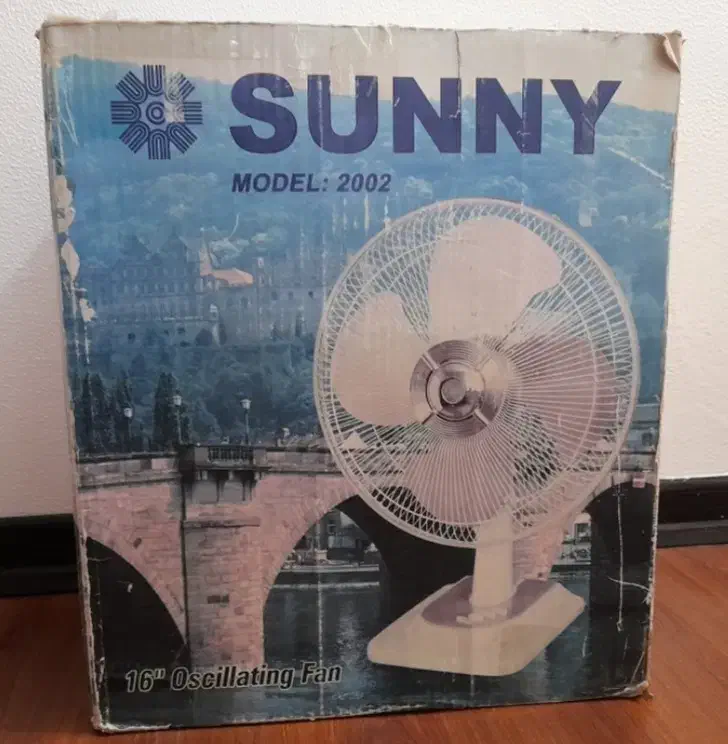 SUNNY
MODEL: 2002
16" Oscillating Fan